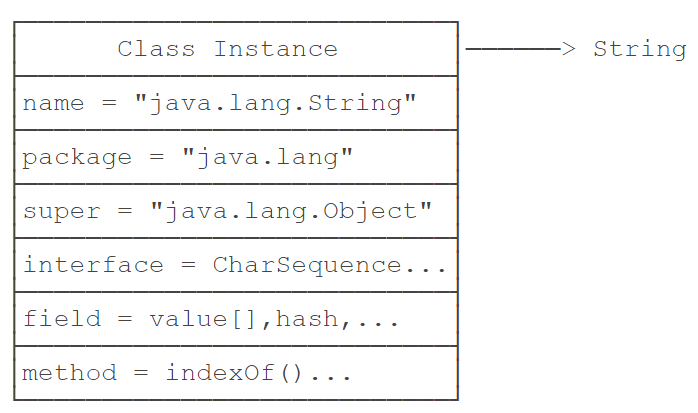 Class Instance ──────> String
name = "java.lang.String"
package = "java.lang"
super = "java.lang.Object"
interface = CharSequence...
field = value[],hash,...
method = indexOf()...